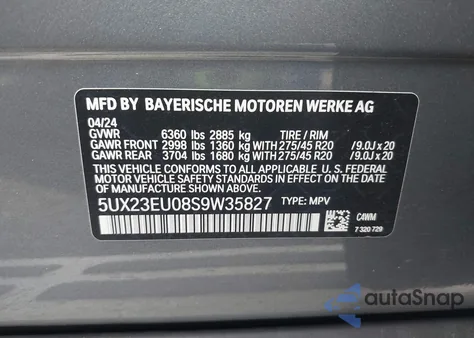 MFD BY BAYERISCHE MOTOREN WERKE AG
04/24
GVWR 6360 lbs 2885 kg TIRE / RIM
GAWR FRONT 2998 lbs 1360 kg WITH 275/45 R20 /9.0J x 20
GAWR REAR 3704 lbs 1680 kg WITH 275/45 R20 /9.0J x 20
THIS VEHICLE CONFORMS TO ALL APPLICABLE U. S. FEDERAL
MOTOR VEHICLE SAFETY STANDARDS IN EFFECT ON THE DATE
OF MANUFACTURE SHOWN ABOVE.
5UX23EU08S9W35827 TYPE: MPV
C4WM
7 320 729
autoSnap